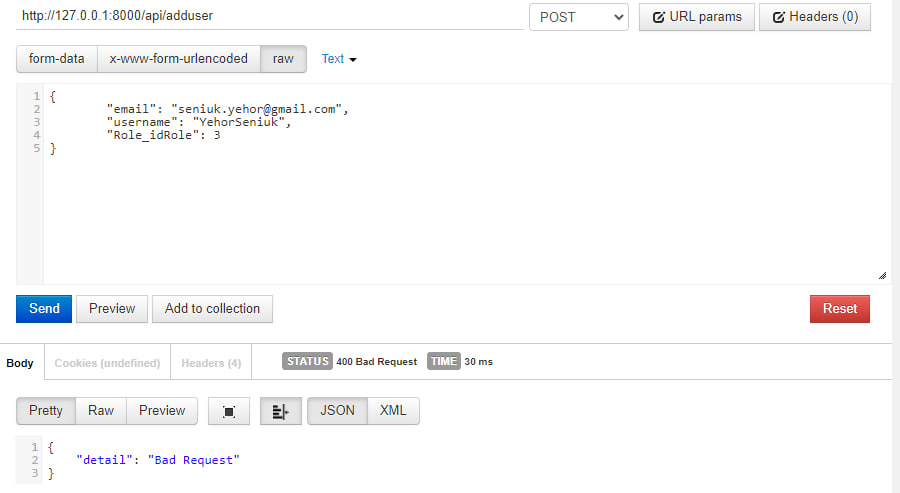 http://127.0.0.1:8000/api/adduser POST URL params Headers (0)
form-data x-www-form-urlencoded raw Text
1 {
2 "email": "seniuk.yehor@gmail.com",
3 "username": "YehorSeniuk",
4 "Role_idRole": 3
5 }
Send Preview Add to collection Reset
Body Cookies (undefined) Headers (4) STATUS 400 Bad Request TIME 30 ms
Pretty Raw Preview JSON XML
1 {
2 "detail": "Bad Request"
3 }